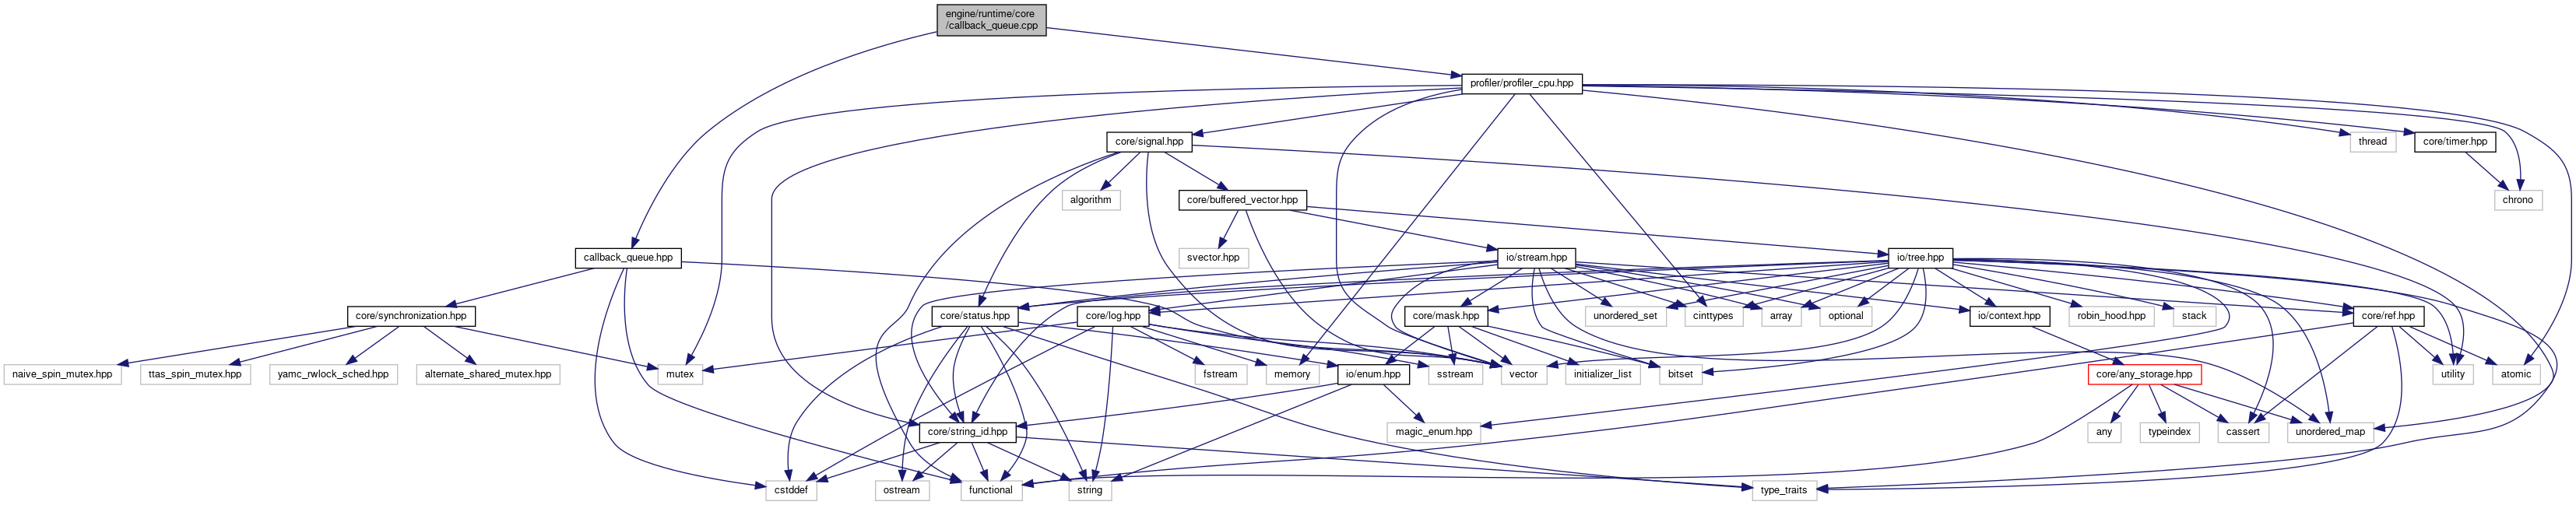 engine/runtime/core
/callback_queue.cpp
profiler/profiler_cpu.hpp
core/signal.hpp
thread
core/timer.hpp
algorithm
core/buffered_vector.hpp
chrono
callback_queue.hpp
svector.hpp
io/stream.hpp
io/tree.hpp
core/synchronization.hpp
core/status.hpp
core/log.hpp
core/mask.hpp
unordered_set
cinttypes
array
optional
io/context.hpp
robin_hood.hpp
stack
core/ref.hpp
naive_spin_mutex.hpp
ttas_spin_mutex.hpp
yamc_rwlock_sched.hpp
alternate_shared_mutex.hpp
mutex
fstream
memory
io/enum.hpp
sstream
vector
initializer_list
bitset
core/any_storage.hpp
utility
atomic
core/string_id.hpp
magic_enum.hpp
any
typeindex
cassert
unordered_map
cstddef
ostream
functional
string
type_traits